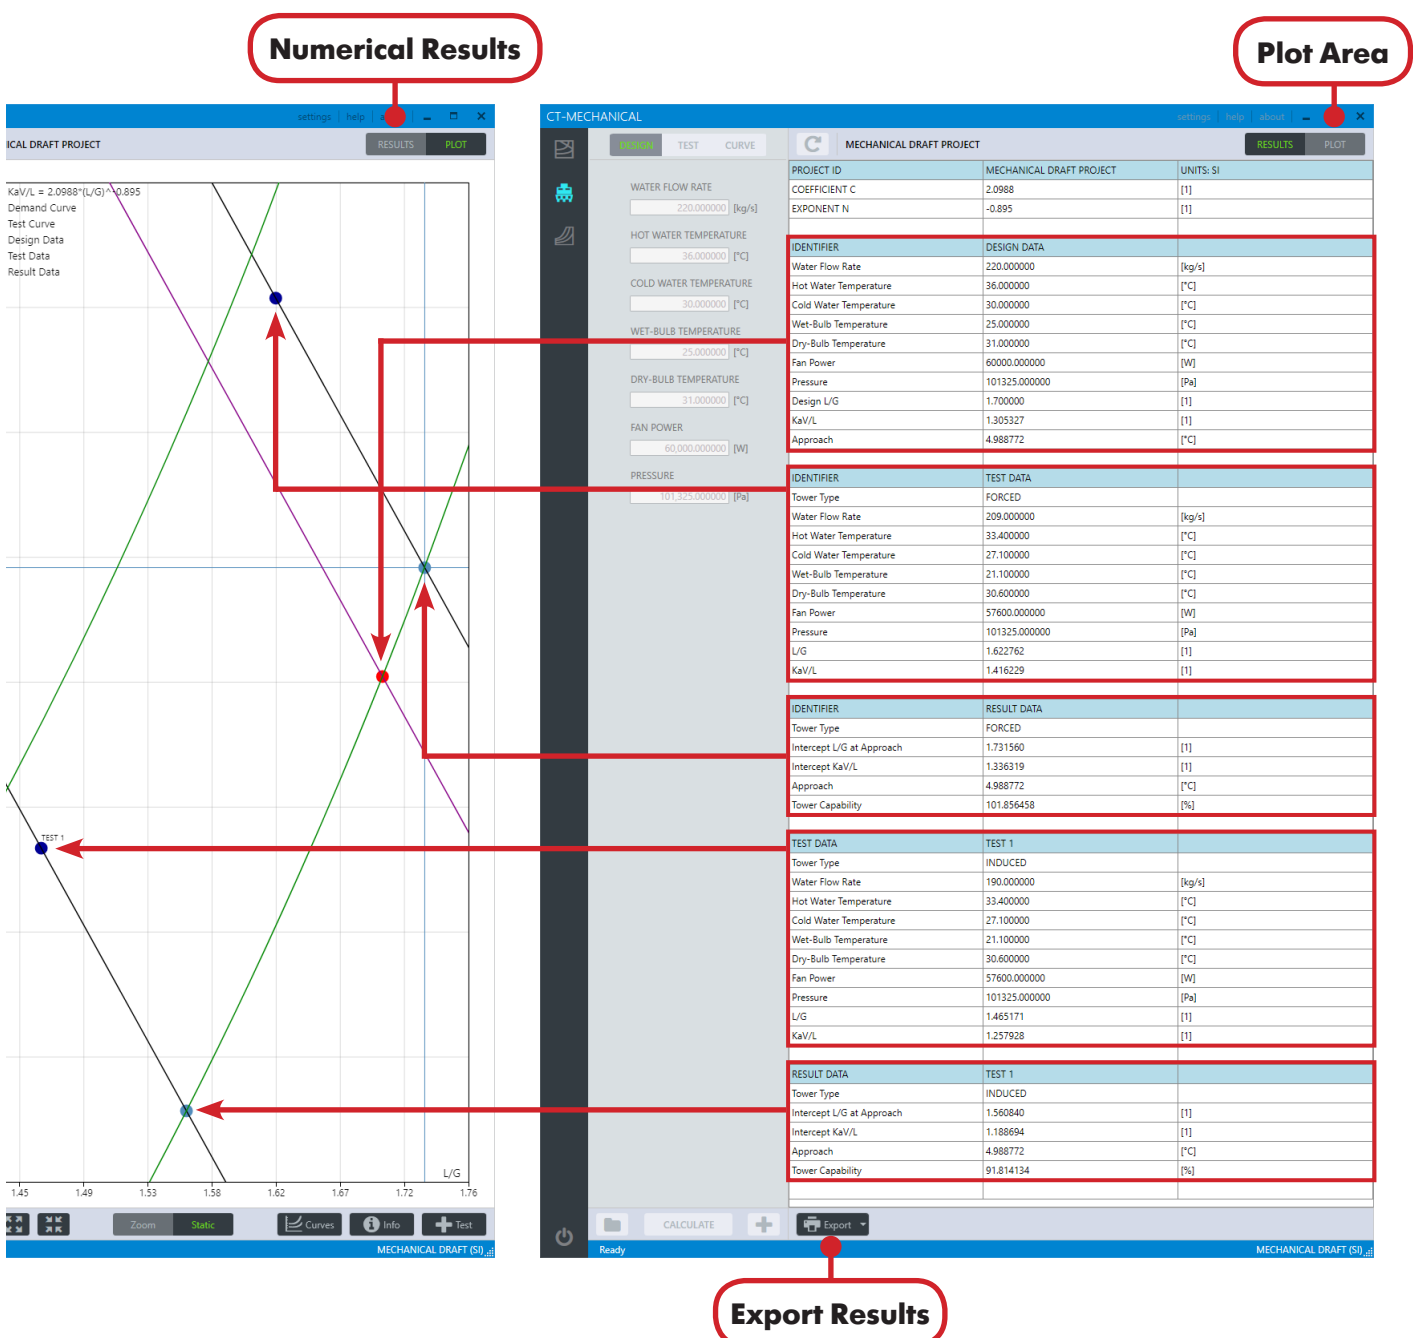 Numerical Results
Plot Area
settings | help | a
ICAL DRAFT PROJECT
RESULTS PLOT
KaV/L = 2.0988*(L/G)^-0.895
Demand Curve
Test Curve
Design Data
Test Data
Result Data
TEST 1
L/G
1.45 1.49 1.53 1.58 1.62 1.67 1.72 1.76
Zoom Static Curves Info Test
MECHANICAL DRAFT (SI)
CT-MECHANICAL
settings | help | about |
DESIGN TEST CURVE
MECHANICAL DRAFT PROJECT
RESULTS PLOT
WATER FLOW RATE
220.000000 [kg/s]
HOT WATER TEMPERATURE
36.000000 [°C]
COLD WATER TEMPERATURE
30.000000 [°C]
WET-BULB TEMPERATURE
25.000000 [°C]
DRY-BULB TEMPERATURE
31.000000 [°C]
FAN POWER
60,000.000000 [W]
PRESSURE
101,325.000000 [Pa]
PROJECT ID MECHANICAL DRAFT PROJECT UNITS: SI
COEFFICIENT C 2.0988 [1]
EXPONENT N -0.895 [1]
IDENTIFIER DESIGN DATA
Water Flow Rate 220.000000 [kg/s]
Hot Water Temperature 36.000000 [°C]
Cold Water Temperature 30.000000 [°C]
Wet-Bulb Temperature 25.000000 [°C]
Dry-Bulb Temperature 31.000000 [°C]
Fan Power 60000.000000 [W]
Pressure 101325.000000 [Pa]
Design L/G 1.700000 [1]
KaV/L 1.305327 [1]
Approach 4.988772 [°C]
IDENTIFIER TEST DATA
Tower Type FORCED
Water Flow Rate 209.000000 [kg/s]
Hot Water Temperature 33.400000 [°C]
Cold Water Temperature 27.100000 [°C]
Wet-Bulb Temperature 21.100000 [°C]
Dry-Bulb Temperature 30.600000 [°C]
Fan Power 57600.000000 [W]
Pressure 101325.000000 [Pa]
L/G 1.622762 [1]
KaV/L 1.416229 [1]
IDENTIFIER RESULT DATA
Tower Type FORCED
Intercept L/G at Approach 1.731560 [1]
Intercept KaV/L 1.336319 [1]
Approach 4.988772 [°C]
Tower Capability 101.856458 [%]
TEST DATA TEST 1
Tower Type INDUCED
Water Flow Rate 190.000000 [kg/s]
Hot Water Temperature 33.400000 [°C]
Cold Water Temperature 27.100000 [°C]
Wet-Bulb Temperature 21.100000 [°C]
Dry-Bulb Temperature 30.600000 [°C]
Fan Power 57600.000000 [W]
Pressure 101325.000000 [Pa]
L/G 1.465171 [1]
KaV/L 1.257928 [1]
RESULT DATA TEST 1
Tower Type INDUCED
Intercept L/G at Approach 1.560840 [1]
Intercept KaV/L 1.188694 [1]
Approach 4.988772 [°C]
Tower Capability 91.814134 [%]
CALCULATE Export
Ready MECHANICAL DRAFT (SI)
Export Results